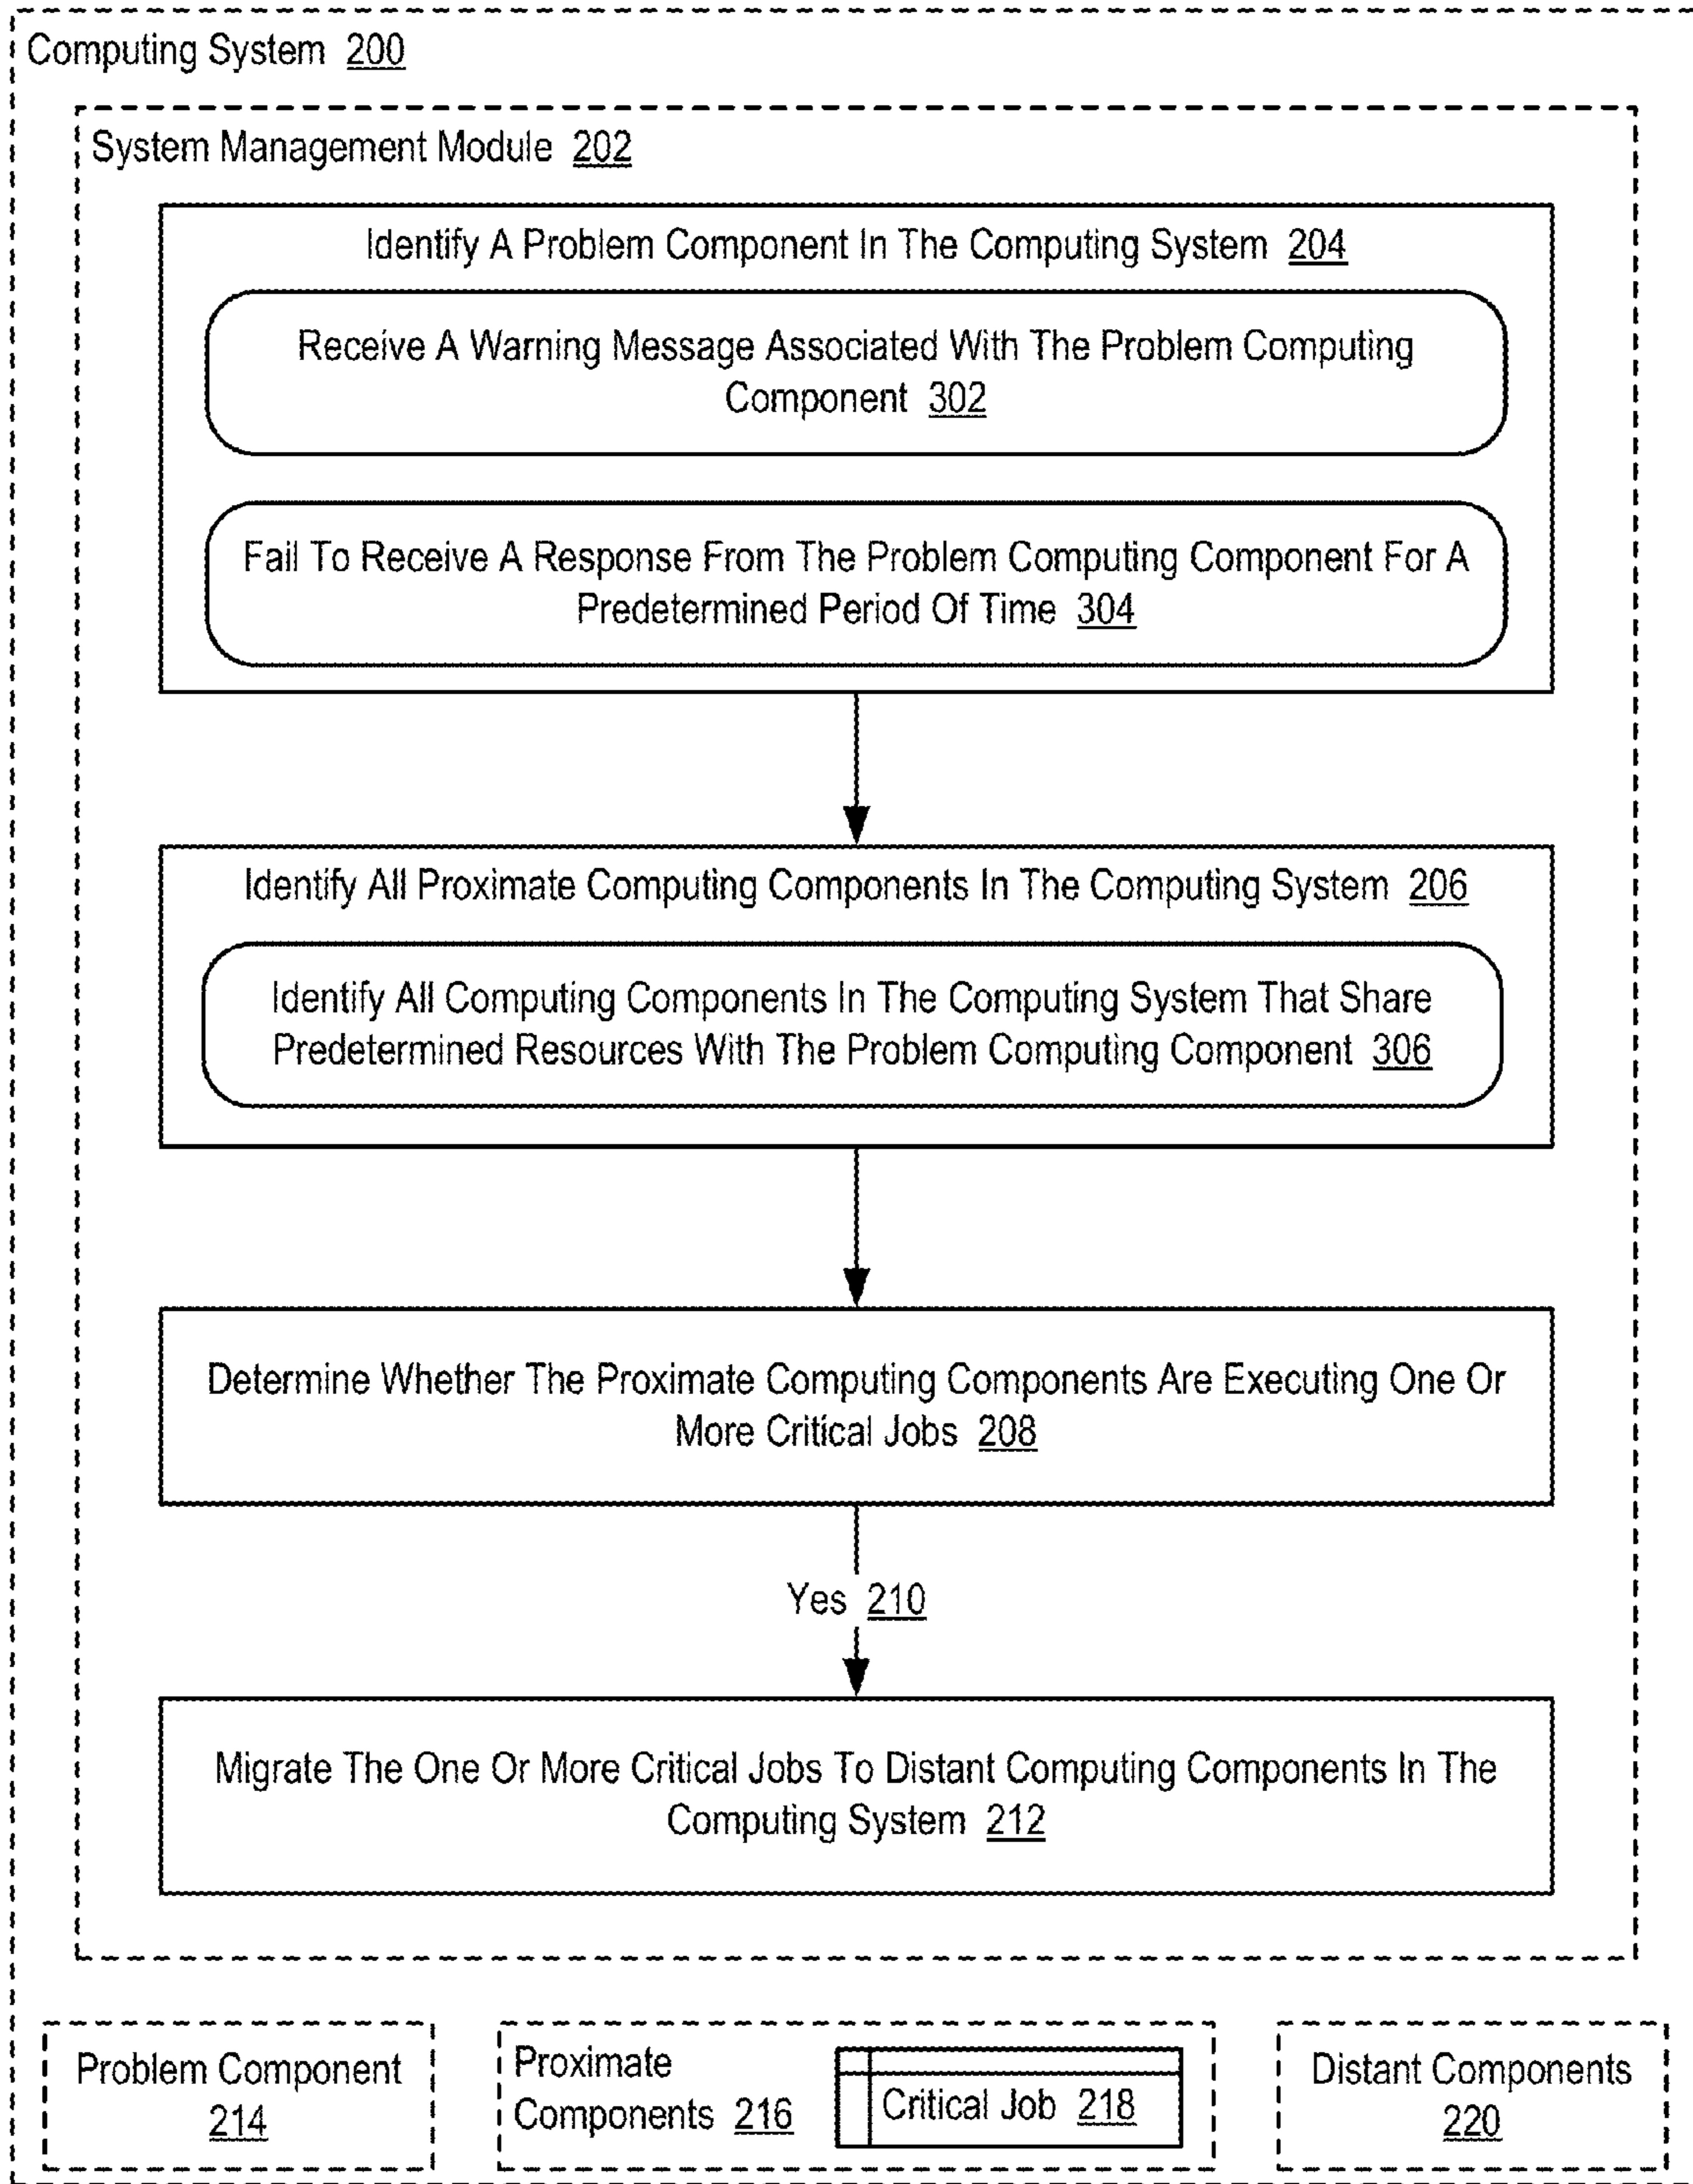 Computing System 200
System Management Module 202
Identify A Problem Component In The Computing System 204
Receive A Warning Message Associated With The Problem Computing
Component 302
Fail To Receive A Response From The Problem Computing Component For A
Predetermined Period Of Time 304
Identify All Proximate Computing Components In The Computing System 206
Identify All Computing Components In The Computing System That Share
Predetermined Resources With The Problem Computing Component 306
Determine Whether The Proximate Computing Components Are Executing One Or
More Critical Jobs 208
Yes 210
Migrate The One Or More Critical Jobs To Distant Computing Components In The
Computing System 212
Problem Component
214
Proximate
Components 216
Critical Job 218
Distant Components
220